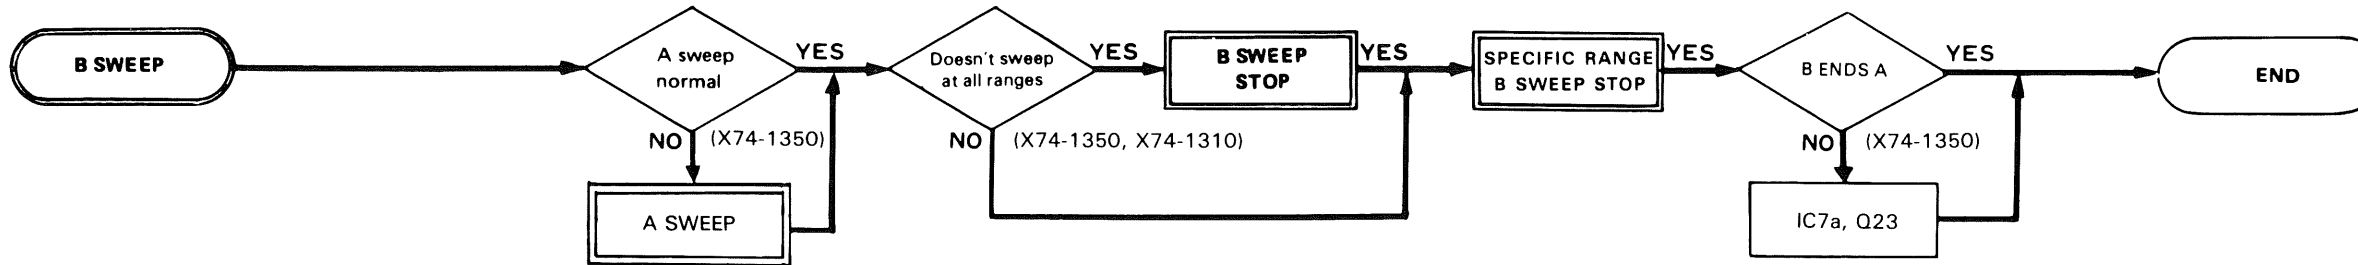 B SWEEP
A sweep
normal
YES
NO
(X74-1350)
A SWEEP
Doesn't sweep
at all ranges
YES
NO
(X74-1350, X74-1310)
B SWEEP
STOP
YES
SPECIFIC RANGE
B SWEEP STOP
YES
B ENDS A
YES
NO
(X74-1350)
IC7a, Q23
END